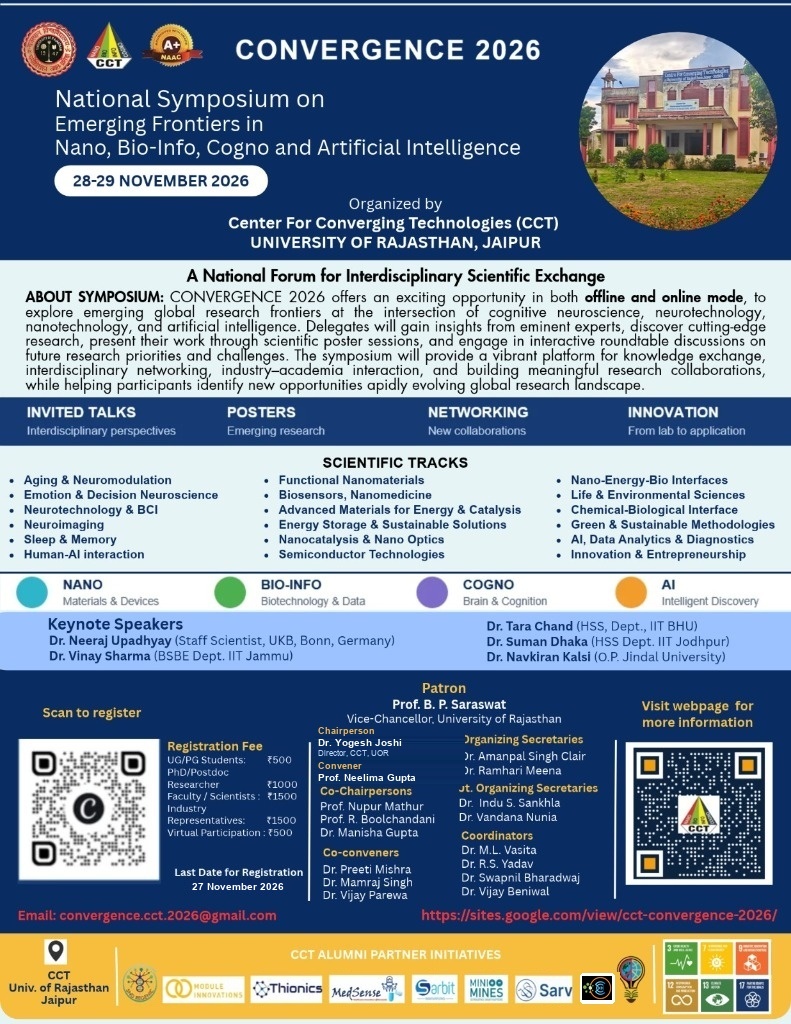 CCT
A+
NAAC
CONVERGENCE 2026
National Symposium on
Emerging Frontiers in
Nano, Bio-Info, Cogno and Artificial Intelligence
28-29 NOVEMBER 2026
Organized by
Center For Converging Technologies (CCT)
UNIVERSITY OF RAJASTHAN, JAIPUR
A National Forum for Interdisciplinary Scientific Exchange
ABOUT SYMPOSIUM: CONVERGENCE 2026 offers an exciting opportunity in both offline and online mode, to
explore emerging global research frontiers at the intersection of cognitive neuroscience, neurotechnology,
nanotechnology, and artificial intelligence. Delegates will gain insights from eminent experts, discover cutting-edge
research, present their work through scientific poster sessions, and engage in interactive roundtable discussions on
future research priorities and challenges. The symposium will provide a vibrant platform for knowledge exchange,
interdisciplinary networking, industry–academia interaction, and building meaningful research collaborations,
while helping participants identify new opportunities apidly evolving global research landscape.
INVITED TALKS
Interdisciplinary perspectives
POSTERS
Emerging research
NETWORKING
New collaborations
INNOVATION
From lab to application
SCIENTIFIC TRACKS
• Aging & Neuromodulation
• Emotion & Decision Neuroscience
• Neurotechnology & BCI
• Neuroimaging
• Sleep & Memory
• Human-AI interaction
• Functional Nanomaterials
• Biosensors, Nanomedicine
• Advanced Materials for Energy & Catalysis
• Energy Storage & Sustainable Solutions
• Nanocatalysis & Nano Optics
• Semiconductor Technologies
• Nano-Energy-Bio Interfaces
• Life & Environmental Sciences
• Chemical-Biological Interface
• Green & Sustainable Methodologies
• AI, Data Analytics & Diagnostics
• Innovation & Entrepreneurship
NANO
Materials & Devices
BIO-INFO
Biotechnology & Data
COGNO
Brain & Cognition
AI
Intelligent Discovery
Keynote Speakers
Dr. Neeraj Upadhyay (Staff Scientist, UKB, Bonn, Germany)
Dr. Vinay Sharma (BSBE Dept. IIT Jammu)
Dr. Tara Chand (HSS, Dept., IIT BHU)
Dr. Suman Dhaka (HSS Dept. IIT Jodhpur)
Dr. Navkiran Kalsi (O.P. Jindal University)
Scan to register
Registration Fee
UG/PG Students: ₹500
PhD/Postdoc
Researcher ₹1000
Faculty / Scientists : ₹1500
Industry
Representatives: ₹1500
Virtual Participation : ₹500
Last Date for Registration
27 November 2026
Patron
Prof. B. P. Saraswat
Vice-Chancellor, University of Rajasthan
Chairperson
Dr. Yogesh Joshi
Director, CCT, UOR
Convener
Prof. Neelima Gupta
Co-Chairpersons
Prof. Nupur Mathur
Prof. R. Boolchandani
Dr. Manisha Gupta
Co-conveners
Dr. Preeti Mishra
Dr. Mamraj Singh
Dr. Vijay Parewa
Organizing Secretaries
Dr. Amanpal Singh Clair
Dr. Ramhari Meena
Jt. Organizing Secretaries
Dr. Indu S. Sankhla
Dr. Vandana Nunia
Coordinators
Dr. M.L. Vasita
Dr. R.S. Yadav
Dr. Swapnil Bharadwaj
Dr. Vijay Beniwal
Visit webpage for
more information
CCT
Email: convergence.cct.2026@gmail.com
https://sites.google.com/view/cct-convergence-2026/
CCT
Univ. of Rajasthan
Jaipur
CCT ALUMNI PARTNER INITIATIVES
MODULE
INNOVATIONS
Thionics
MedSense
Sarbit
MINI
MINES
Sarv
3
7
9
12
13
17